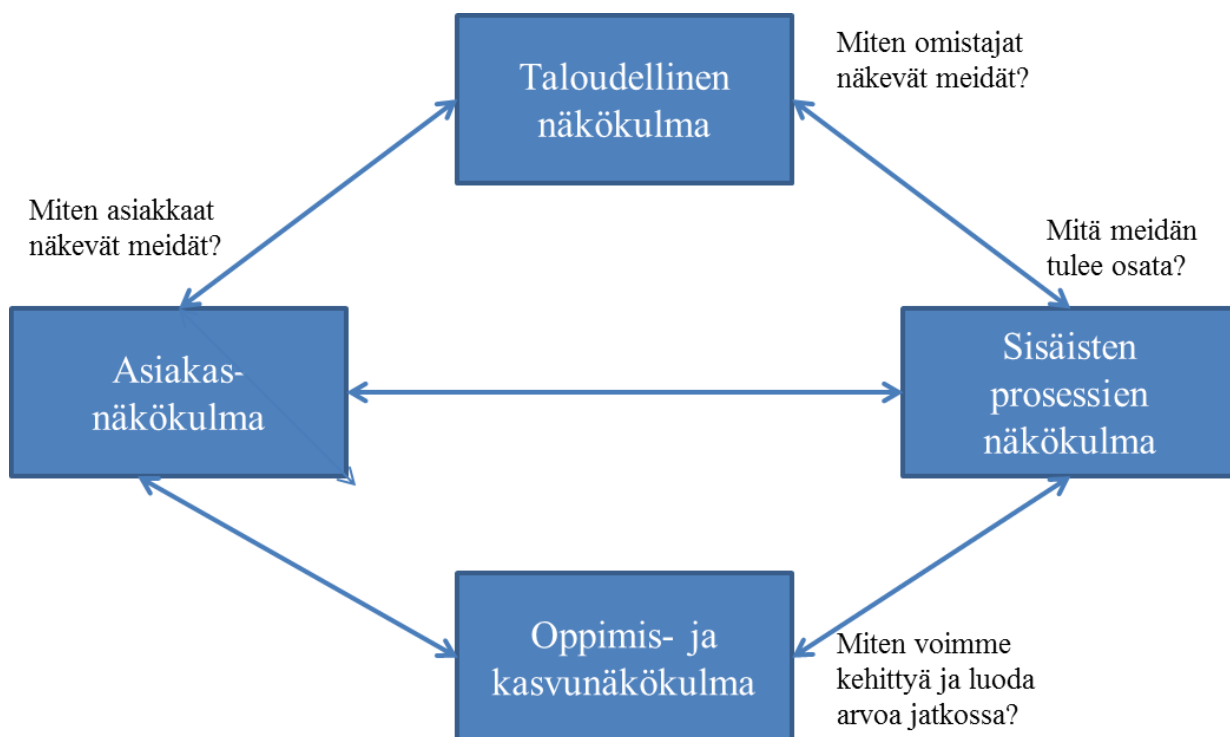 Taloudellinen
näkökulma
Miten omistajat
näkevät meidät?
Miten asiakkaat
näkevät meidät?
Mitä meidän
tulee osata?
Asiakas-
näkökulma
Sisäisten
prosessien
näkökulma
Oppimis- ja
kasvunäkökulma
Miten voimme
kehittyä ja luoda
arvoa jatkossa?